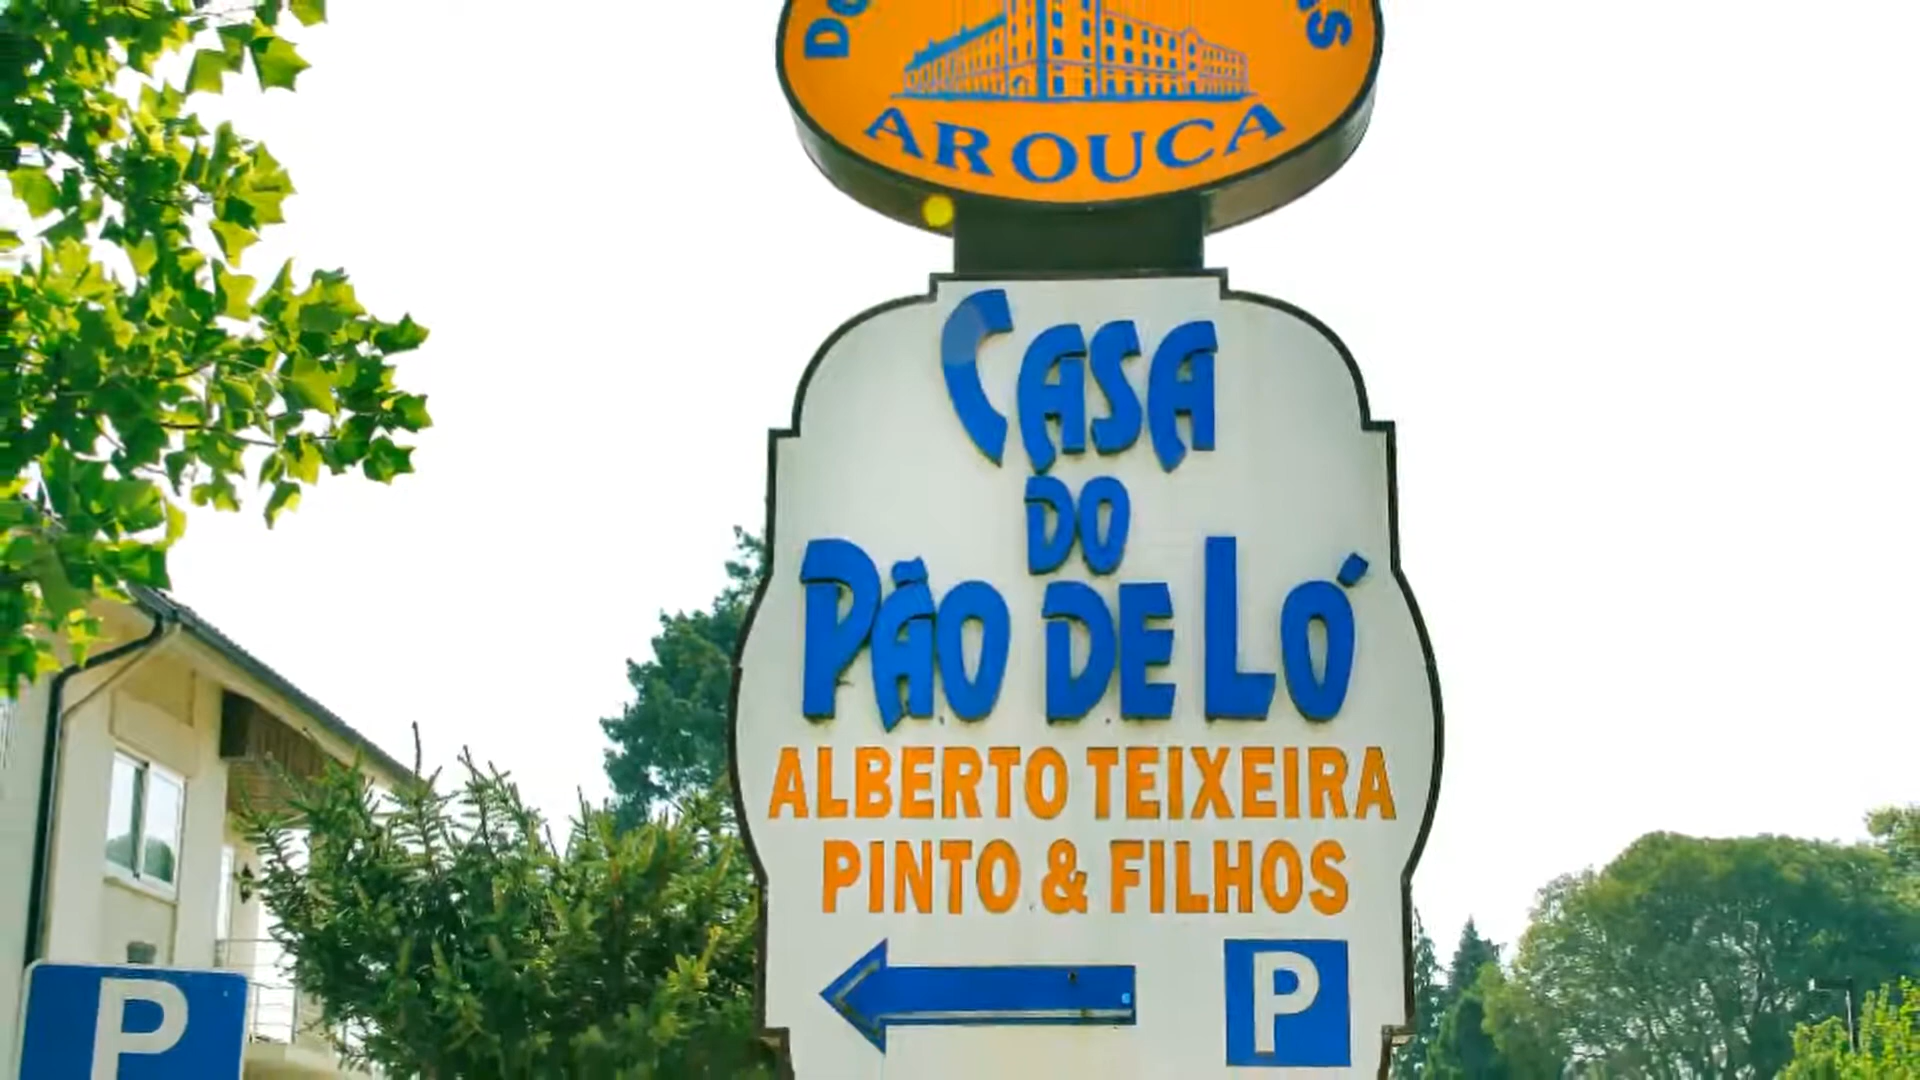 AROUCA
CASA
DO
PÃO DE LÓ
ALBERTO TEIXEIRA
PINTO & FILHOS
P
P